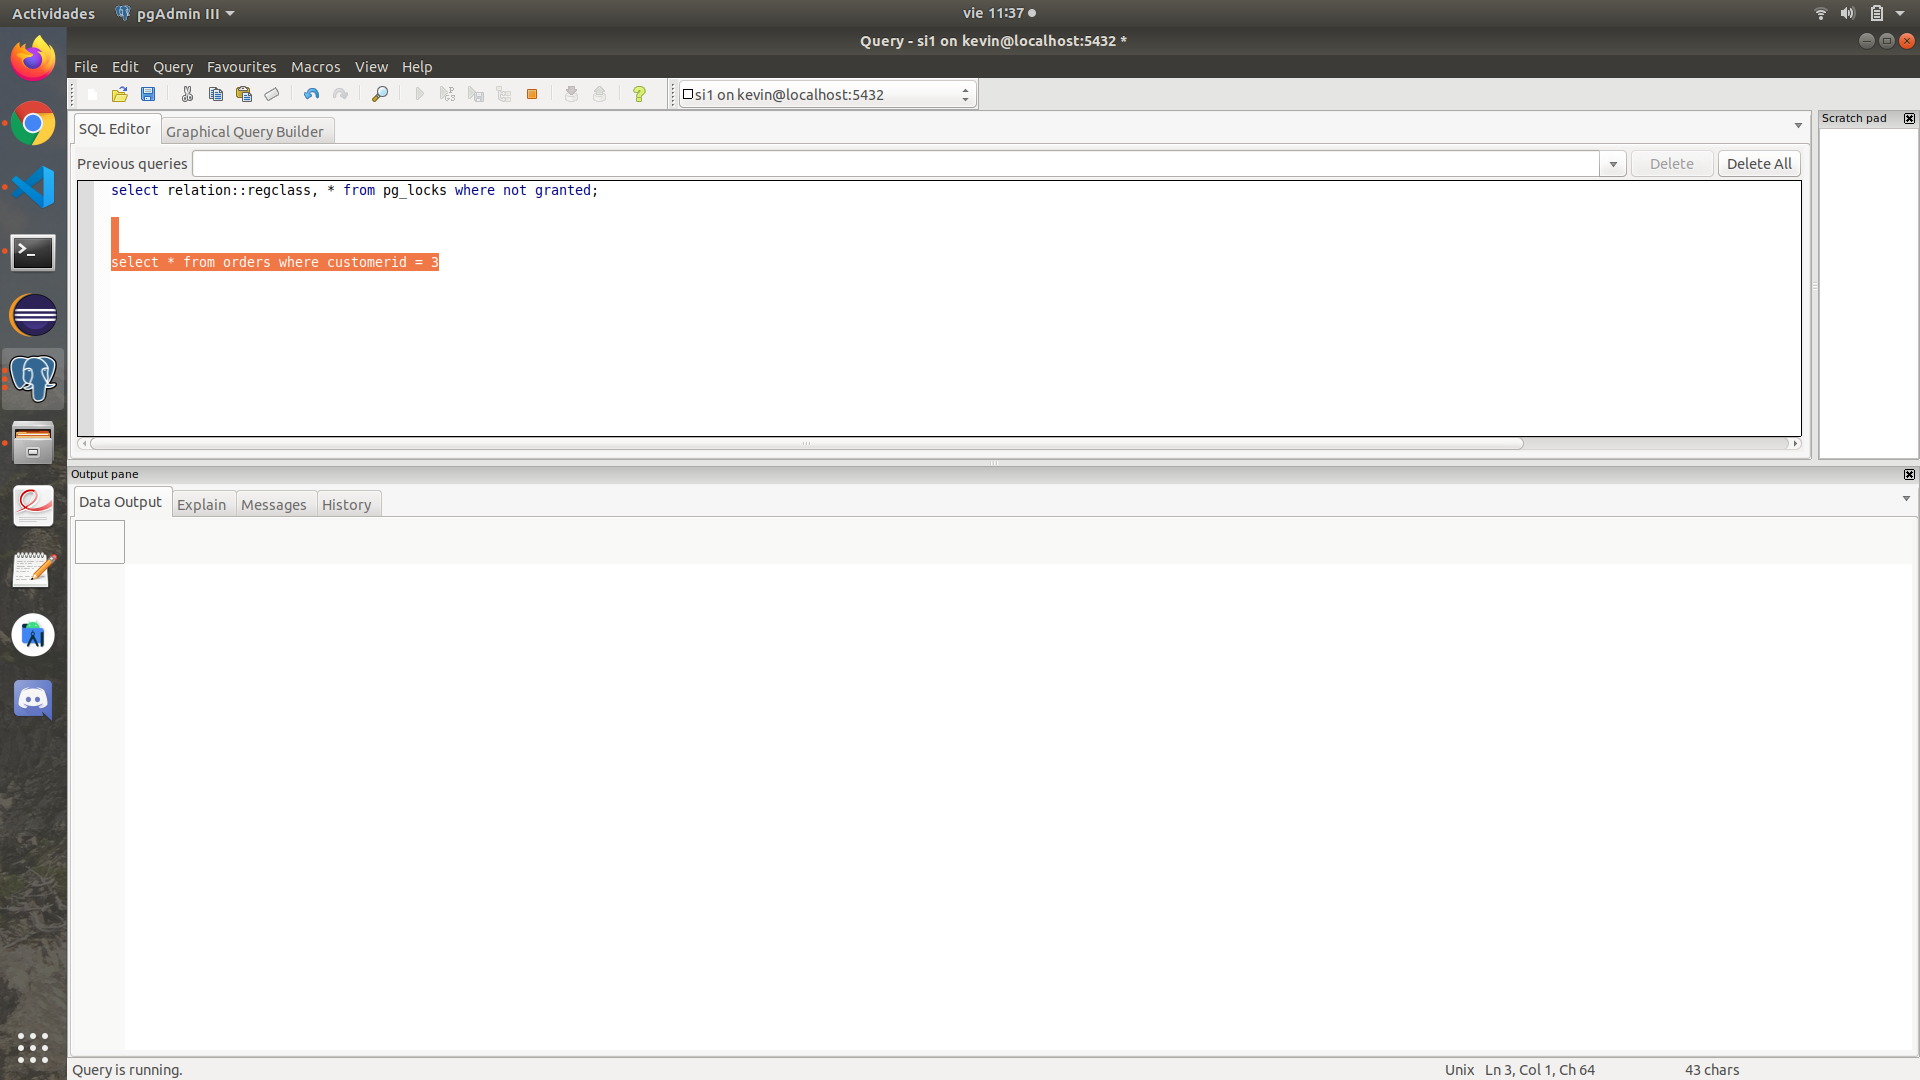 Actividades pgAdmin III vie 11:37
Query - si1 on kevin@localhost:5432 *
File Edit Query Favourites Macros View Help
si1 on kevin@localhost:5432
SQL Editor Graphical Query Builder
Scratch pad
Previous queries Delete Delete All
select relation::regclass, * from pg_locks where not granted;
select * from orders where customerid = 3
Output pane
Data Output Explain Messages History
Query is running. Unix Ln 3, Col 1, Ch 64 43 chars